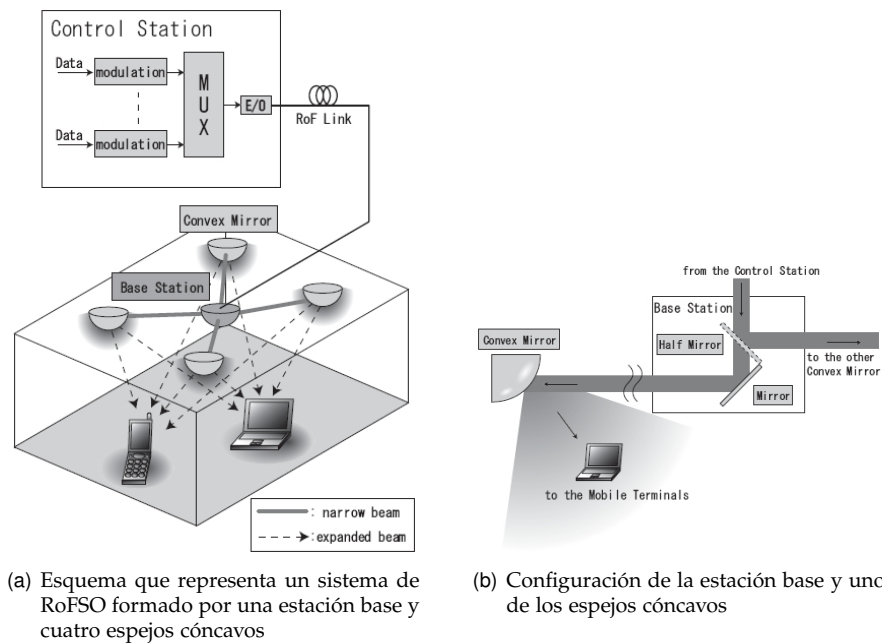 Control Station
Data
modulation
Data
modulation
M
U
X
E/O
RoF Link
Convex Mirror
Base Station
: narrow beam
:expanded beam
(a) Esquema que representa un sistema de
RoFSO formado por una estación base y
cuatro espejos cóncavos
from the Control Station
Base Station
Convex Mirror
Half Mirror
to the other
Convex Mirror
Mirror
to the Mobile Terminals
(b) Configuración de la estación base y uno
de los espejos cóncavos